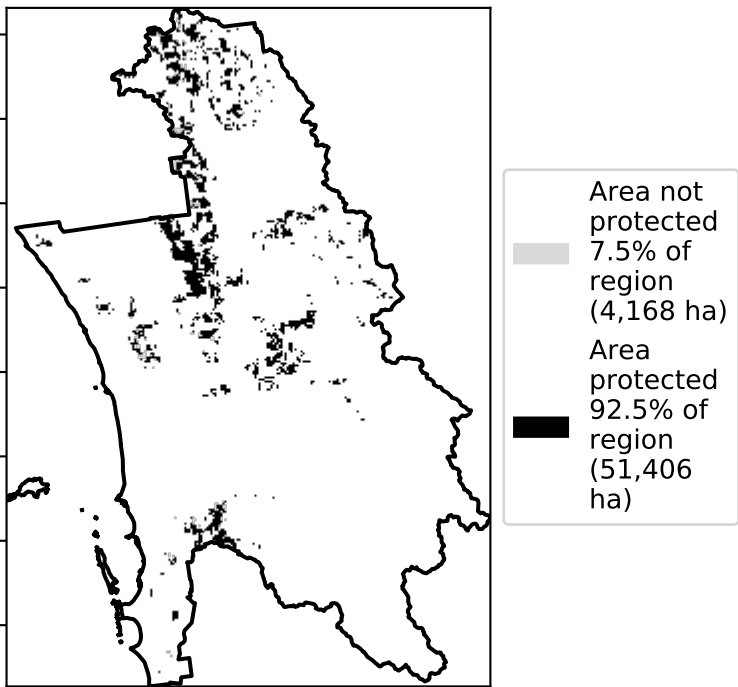 Area not
protected
7.5% of
region
(4,168 ha)
Area
protected
92.5% of
region
(51,406
ha)